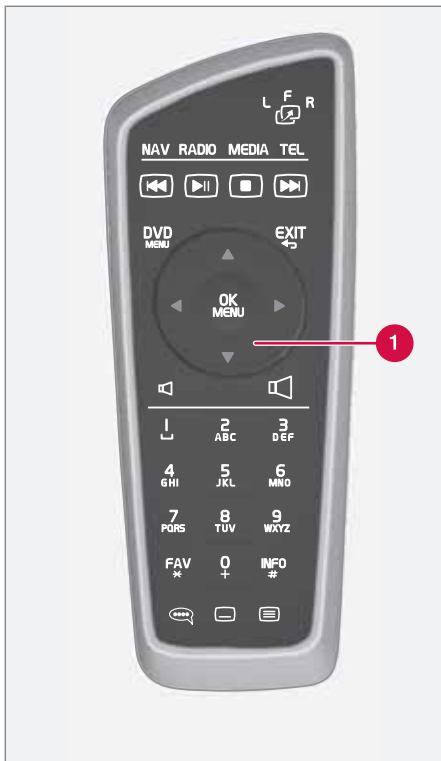 L F R
NAV RADIO MEDIA TEL
DVD
MENU
EXIT
OK
MENU
1
1 2 3
ABC DEF
4 5 6
GHI JKL MNO
7 8 9
PQRS TUV WXYZ
FAV 0 INFO
* + #